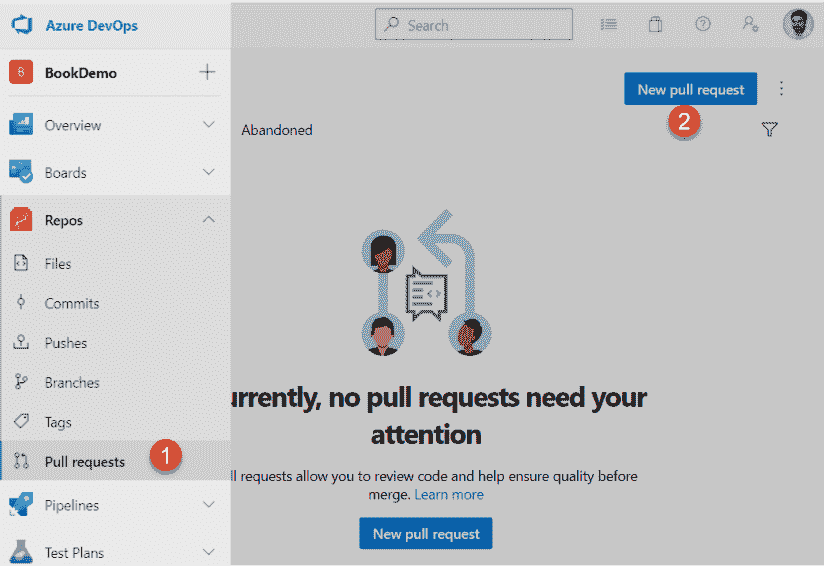 Azure DevOps
Search
B
BookDemo
New pull request
2
Overview
Abandoned
Boards
Repos
Files
Commits
Pushes
Branches
Tags
Pull requests
1
Pipelines
Test Plans
urrently, no pull requests need your
attention
ll requests allow you to review code and help ensure quality before
merge. Learn more
New pull request